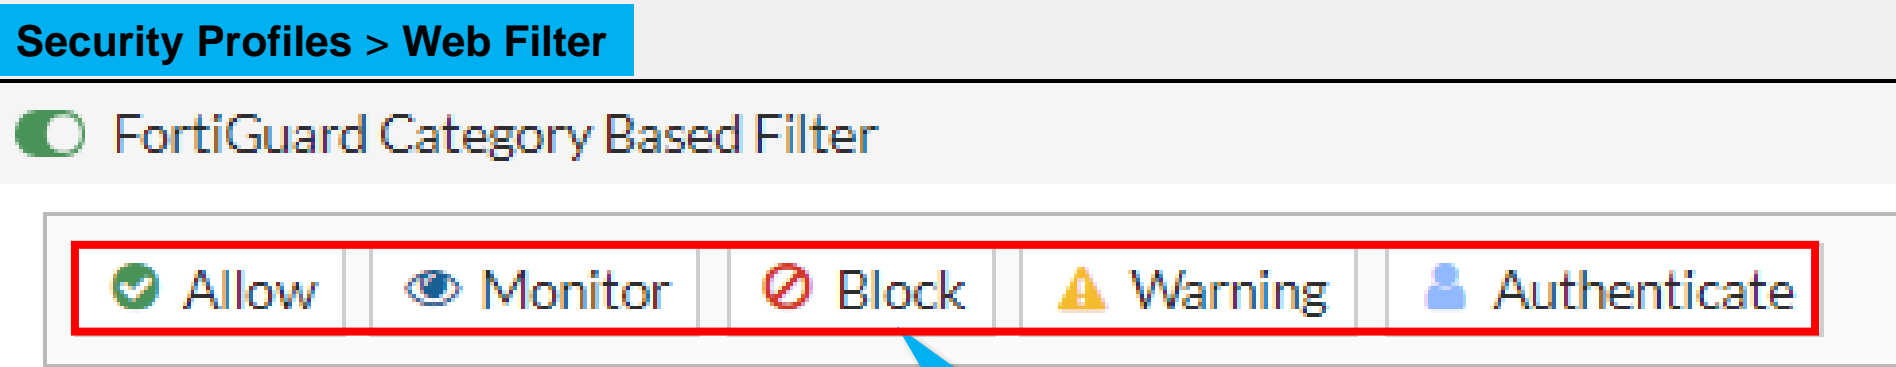 Security Profiles > Web Filter
FortiGuard Category Based Filter
Allow Monitor Block Warning Authenticate